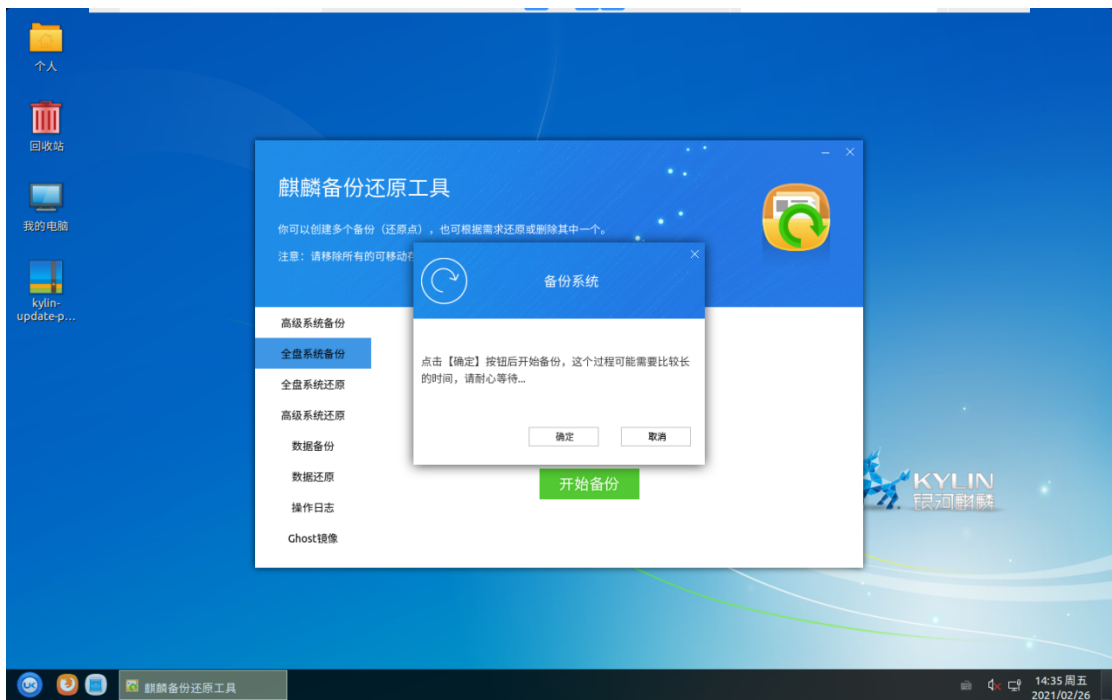 个人
回收站
我的电脑
kylin-
update-p...
麒麟备份还原工具
你可以创建多个备份（还原点），也可根据需求还原或删除其中一个。
注意：请移除所有的可移动
备份系统
点击【确定】按钮后开始备份，这个过程可能需要比较长
的时间，请耐心等待...
确定
取消
高级系统备份
全盘系统备份
全盘系统还原
高级系统还原
数据备份
数据还原
操作日志
Ghost镜像
开始备份
KYLIN
银河麒麟
UK
麒麟备份还原工具
14:35 周五
2021/02/26